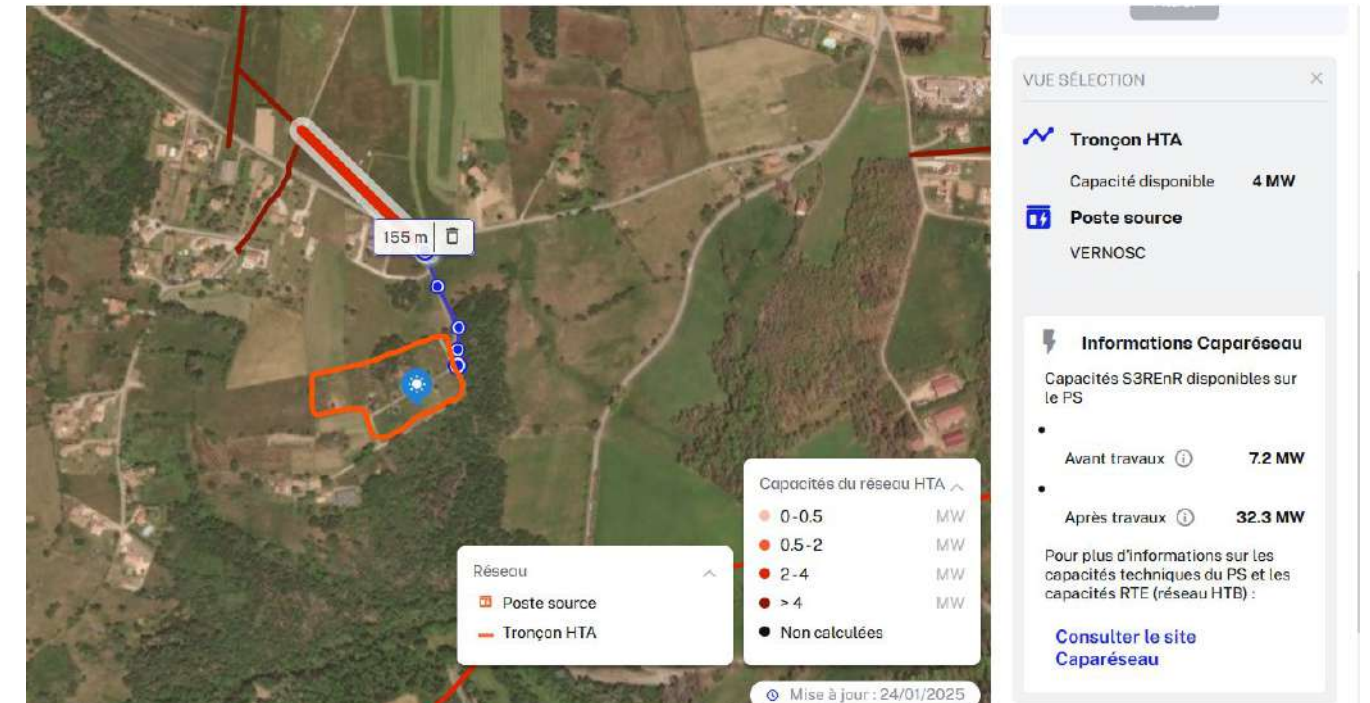 155 m
Réseau
Poste source
Tronçon HTA
Capacités du réseau HTA
0-0.5 MW
0.5-2 MW
2-4 MW
> 4 MW
Non calculées
Mise à jour : 24/01/2025
VUE SÉLECTION
Tronçon HTA
Capacité disponible 4 MW
Poste source
VERNOSC
Informations Caparéseau
Capacités S3REnR disponibles sur
le PS
Avant travaux 7.2 MW
Après travaux 32.3 MW
Pour plus d'informations sur les
capacités techniques du PS et les
capacités RTE (réseau HTB) :
Consulter le site
Caparéseau